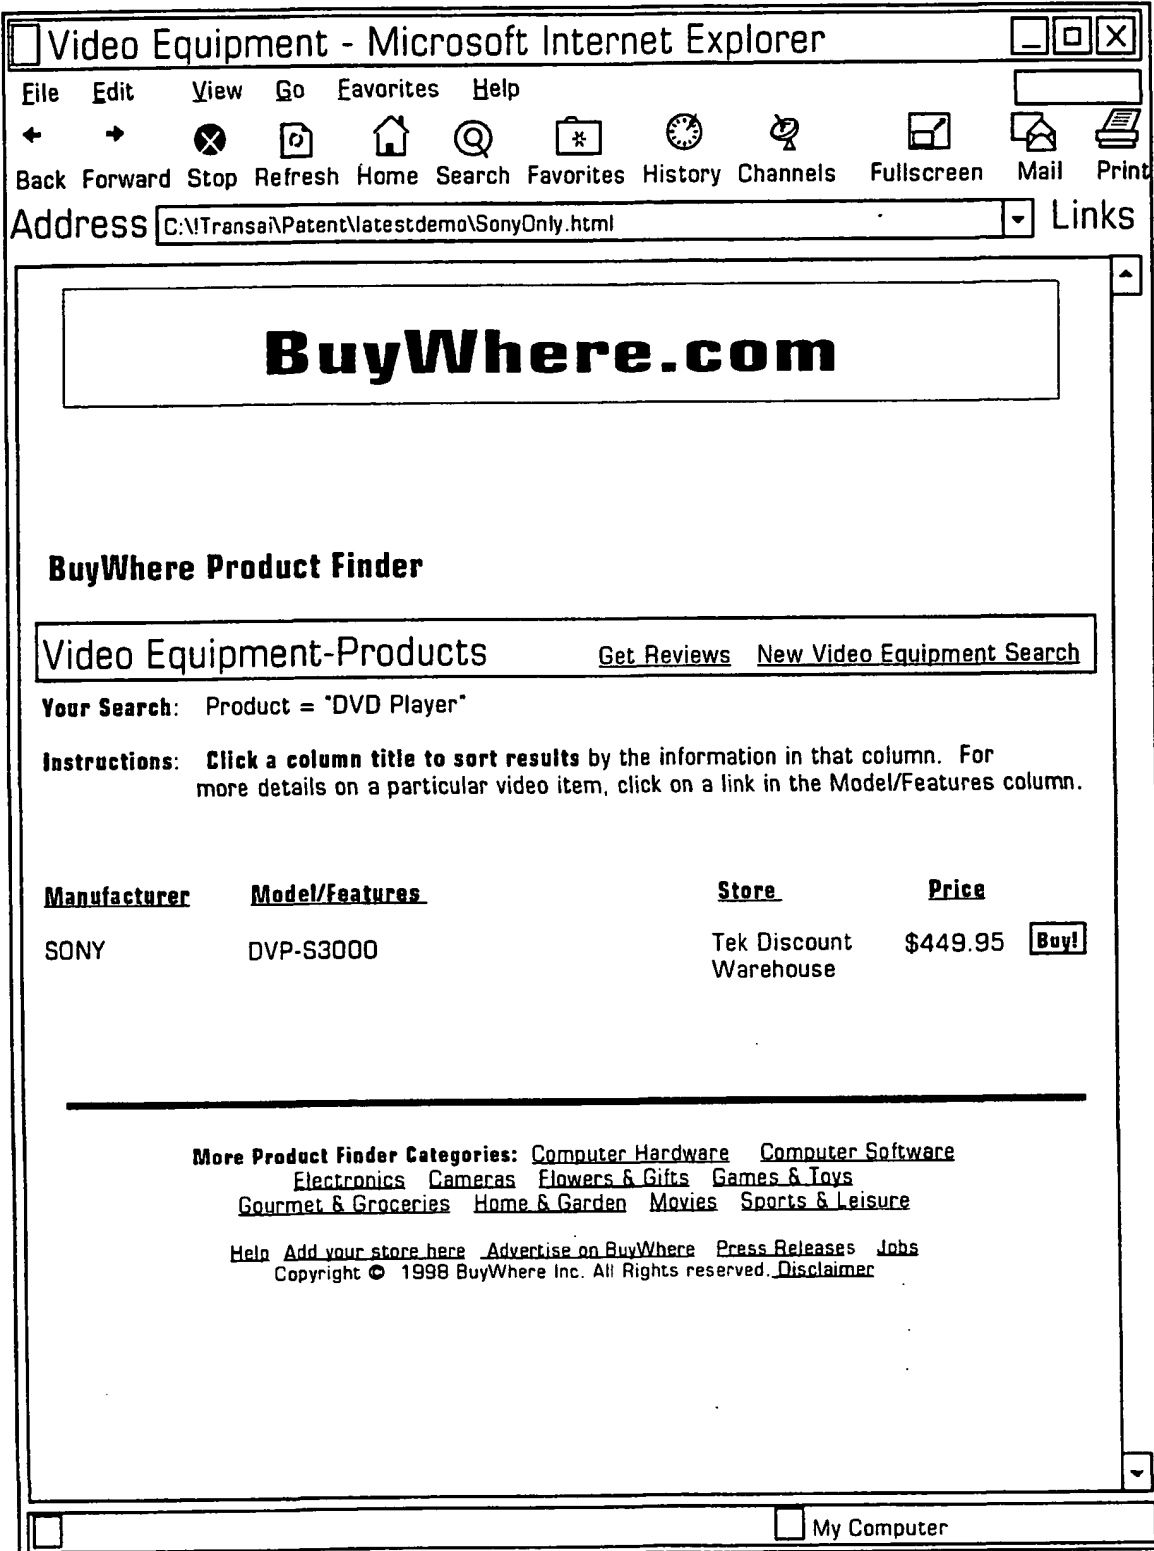 Video Equipment - Microsoft Internet Explorer
File Edit View Go Favorites Help
Back Forward Stop Refresh Home Search Favorites History Channels Fullscreen Mail Print
Address C:\!Transai\Patent\latestdemo\SonyOnly.html Links
BuyWhere.com
BuyWhere Product Finder
Video Equipment-Products Get Reviews New Video Equipment Search
Your Search: Product = "DVD Player"
Instructions: Click a column title to sort results by the information in that column. For
more details on a particular video item, click on a link in the Model/Features column.
Manufacturer Model/Features Store Price
SONY DVP-S3000 Tek Discount $449.95 Buy!
Warehouse
More Product Finder Categories: Computer Hardware Computer Software
Electronics Cameras Flowers & Gifts Games & Toys
Gourmet & Groceries Home & Garden Movies Sports & Leisure
Help Add your store here Advertise on BuyWhere Press Releases Jobs
Copyright © 1998 BuyWhere Inc. All Rights reserved. Disclaimer
My Computer